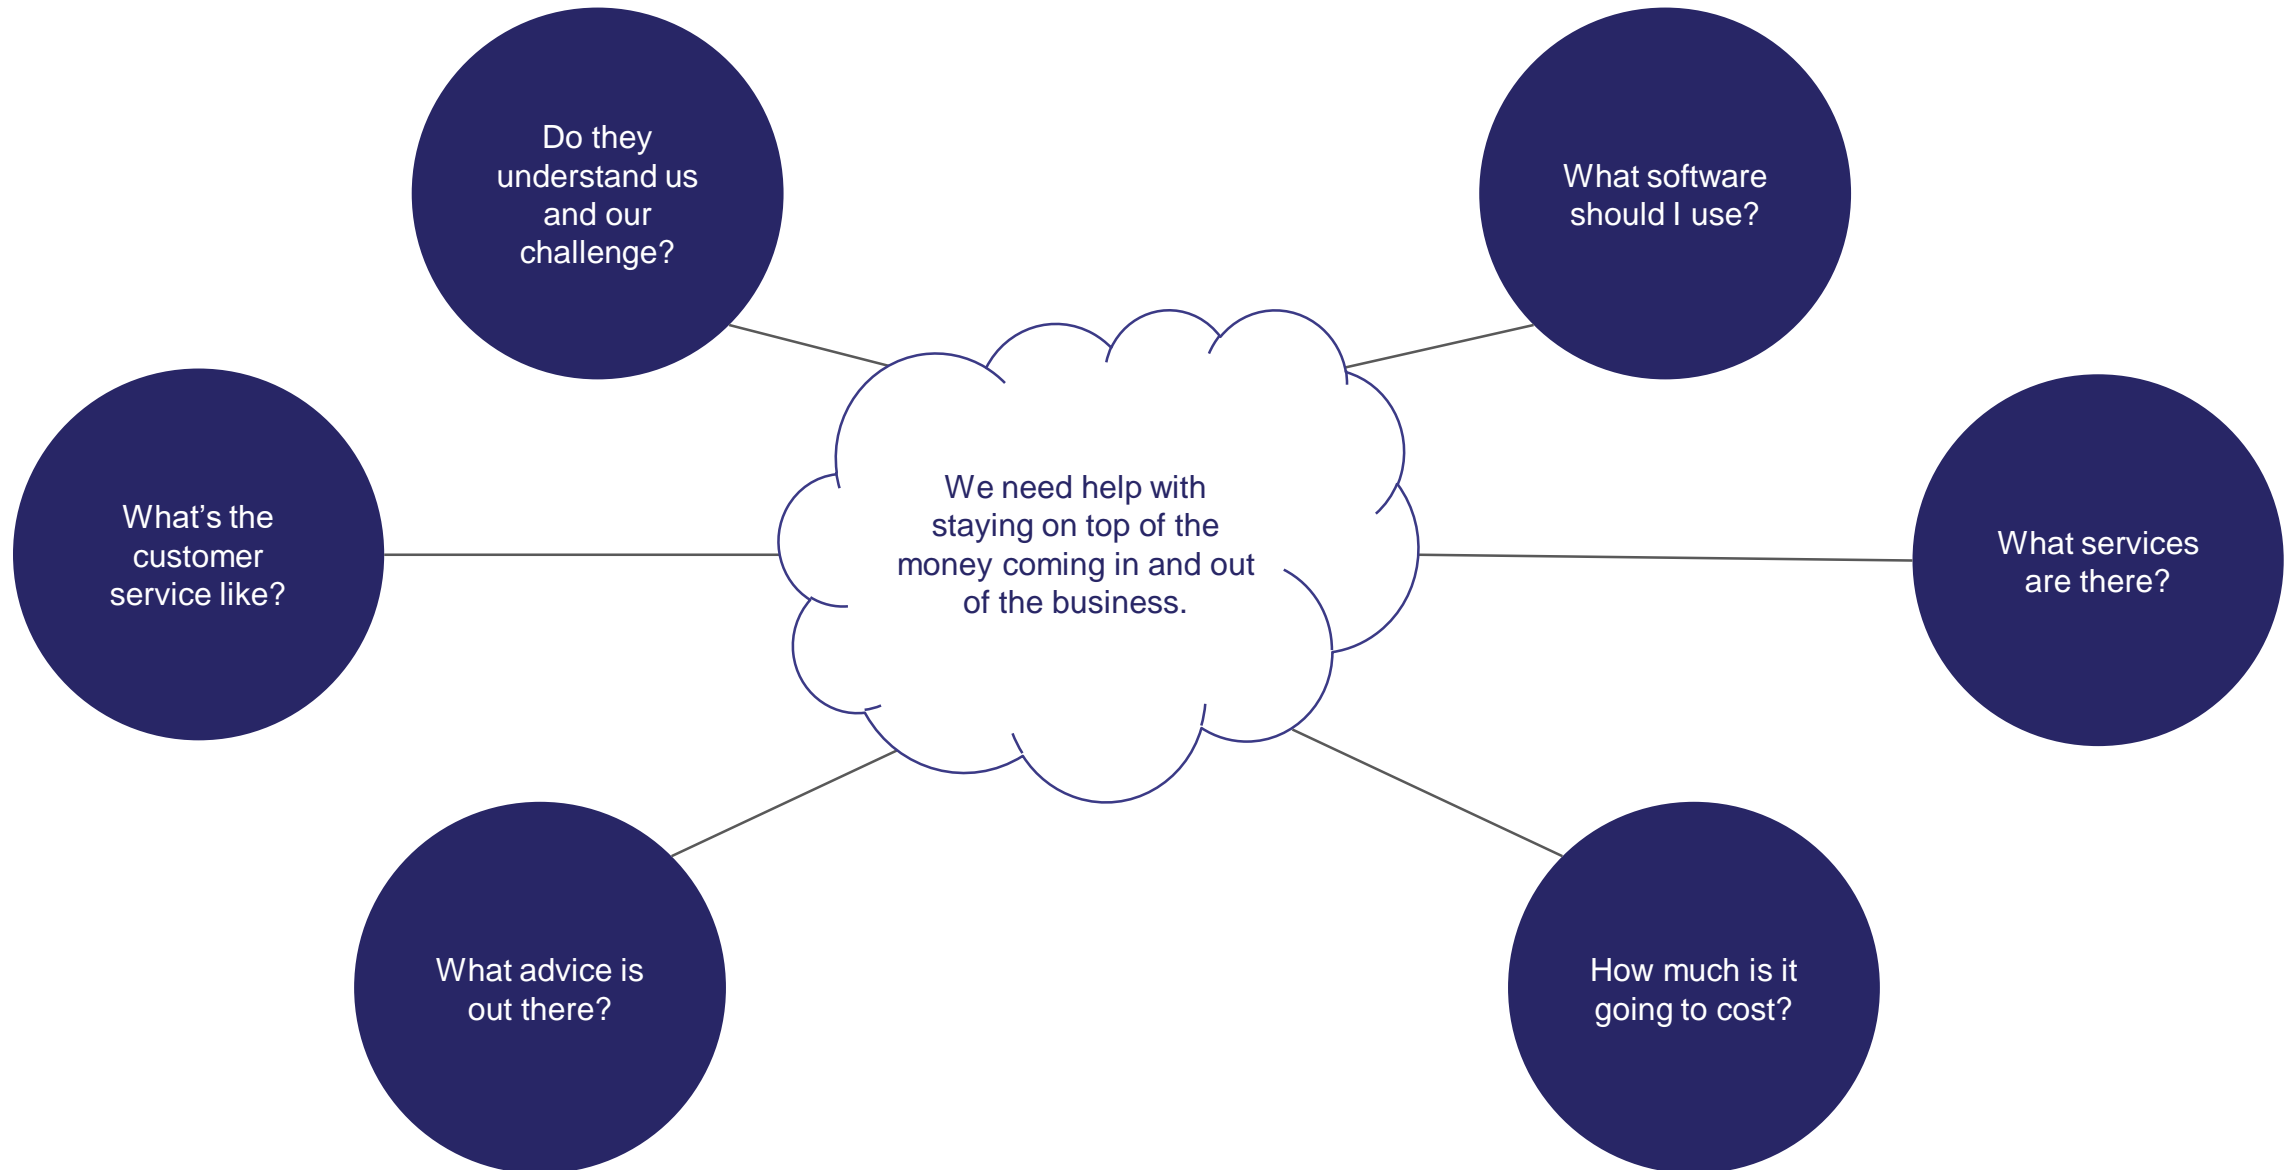 Do they
understand us
and our
challenge?
What software
should I use?
What's the
customer
service like?
We need help with
staying on top of the
money coming in and out
of the business.
What services
are there?
What advice is
out there?
How much is it
going to cost?